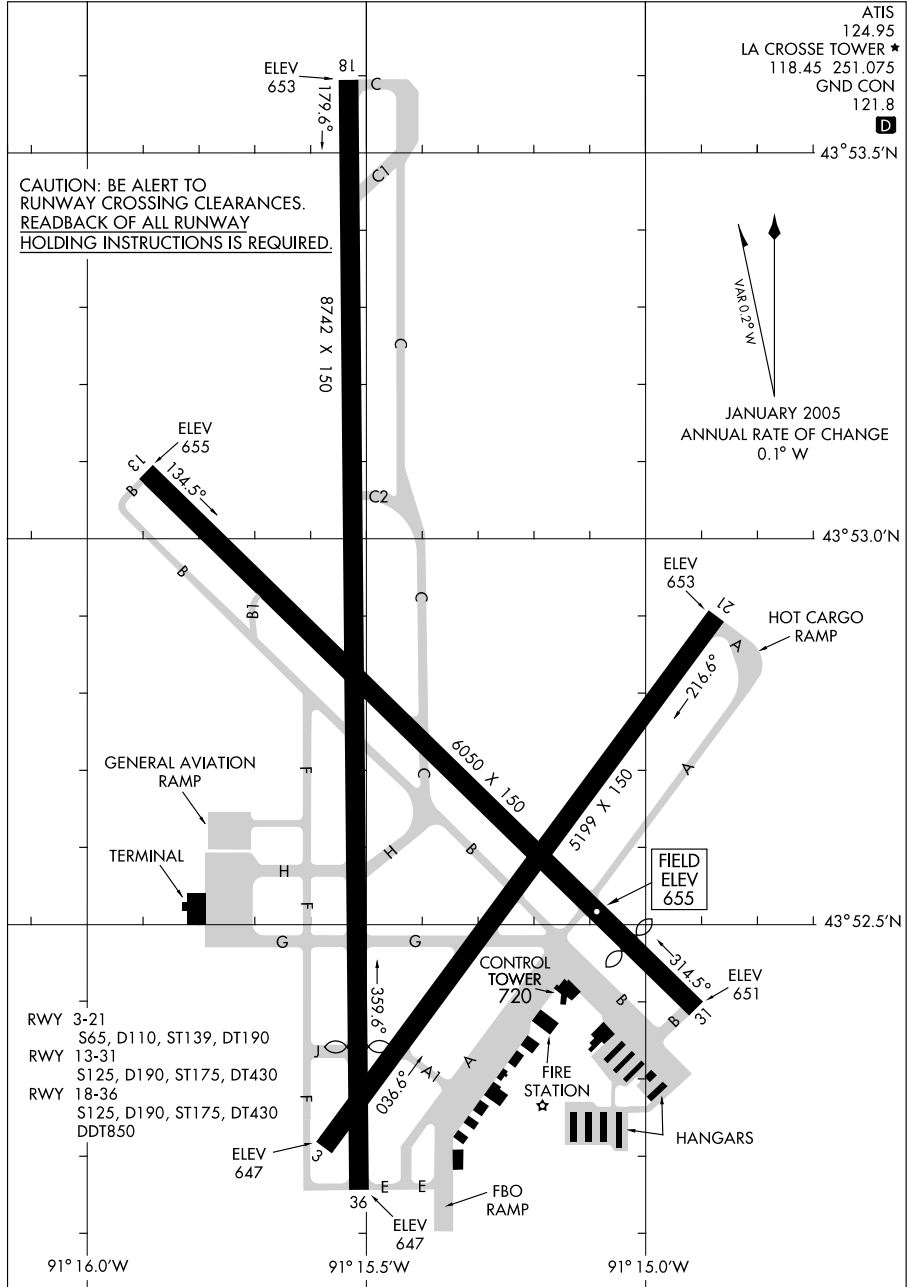 ATIS
124.95
LA CROSSE TOWER ★
118.45 251.075
GND CON
121.8
D
ELEV
653
18
C
179.6°
43°53.5'N
C1
CAUTION: BE ALERT TO
RUNWAY CROSSING CLEARANCES.
READBACK OF ALL RUNWAY
HOLDING INSTRUCTIONS IS REQUIRED.
VAR 0.2° W
8742 X 150
C
JANUARY 2005
ANNUAL RATE OF CHANGE
0.1° W
ELEV
655
13
134.5°
B
C2
43°53.0'N
B
ELEV
653
C
B1
21
HOT CARGO
RAMP
A
216.6°
6050 X 150
GENERAL AVIATION
RAMP
F
C
A
5199 X 150
TERMINAL
H
H
B
FIELD
ELEV
655
F
43°52.5'N
G
G
CONTROL
TOWER
720
359.6°
314.5°
ELEV
651
B
B
31
RWY 3-21
S65, D110, ST139, DT190
RWY 13-31
S125, D190, ST175, DT430
RWY 18-36
S125, D190, ST175, DT430
DDT850
J
A1
A
036.6°
F
FIRE
STATION
HANGARS
ELEV
647
3
36
E
E
FBO
RAMP
ELEV
647
91°16.0'W
91°15.5'W
91°15.0'W